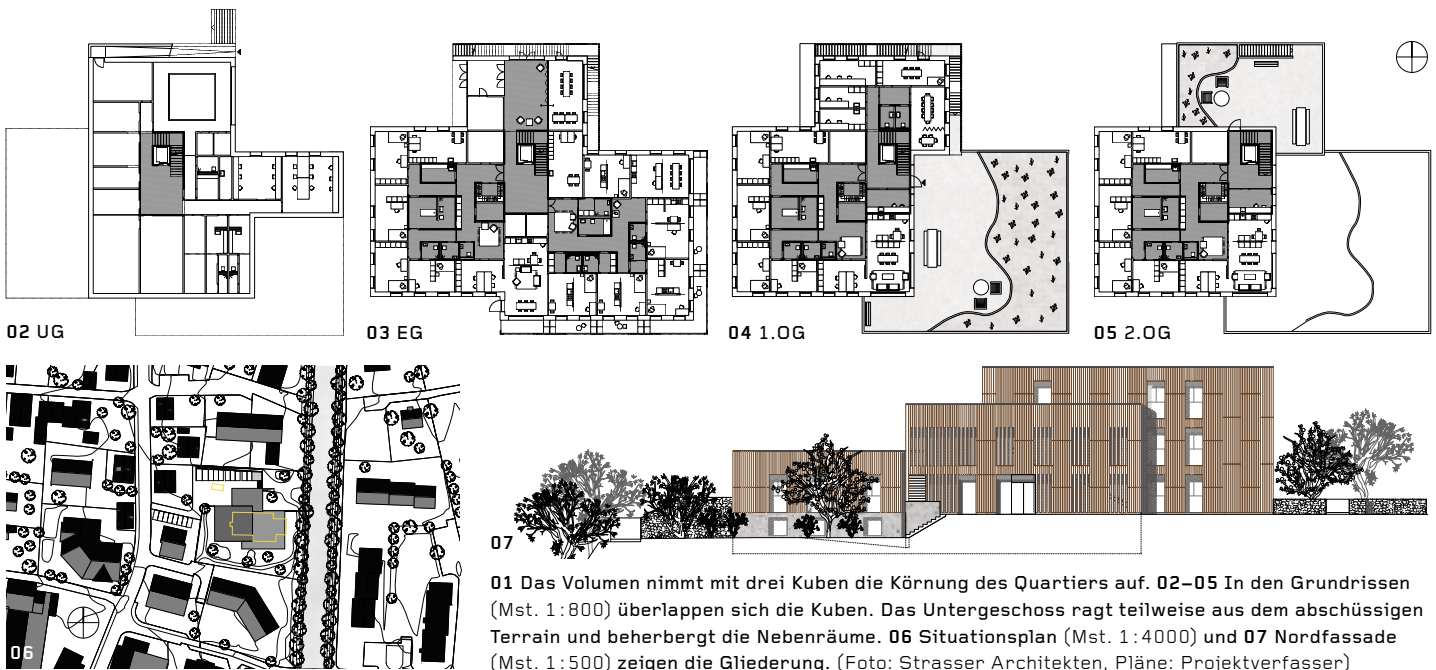 02 UG
03 EG
04 1.OG
05 2.OG
06
07
01 Das Volumen nimmt mit drei Kuben die Körnung des Quartiers auf. 02–05 In den Grundrissen
(Mst. 1:800) überlappen sich die Kuben. Das Untergeschoss ragt teilweise aus dem abschüssigen
Terrain und beherbergt die Nebenräume. 06 Situationsplan (Mst. 1:4000) und 07 Nordfassade
(Mst. 1:500) zeigen die Gliederung. (Foto: Strasser Architekten, Pläne: Projektverfasser)